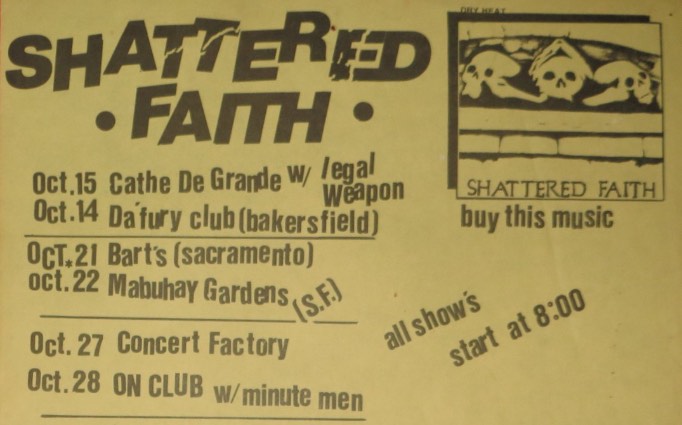 SHATTERED
• FAITH •
Oct.15 Cathe De Grande w/ legal Weapon
Oct.14 Da'fury club (bakersfield)
OCT.21 Bart's (sacramento)
oct.22 Mabuhay Gardens (S.F.)
Oct. 27 Concert Factory
Oct. 28 ON CLUB w/minute men
all show's
start at 8:00
DRY HEAT
SHATTERED FAITH
buy this music